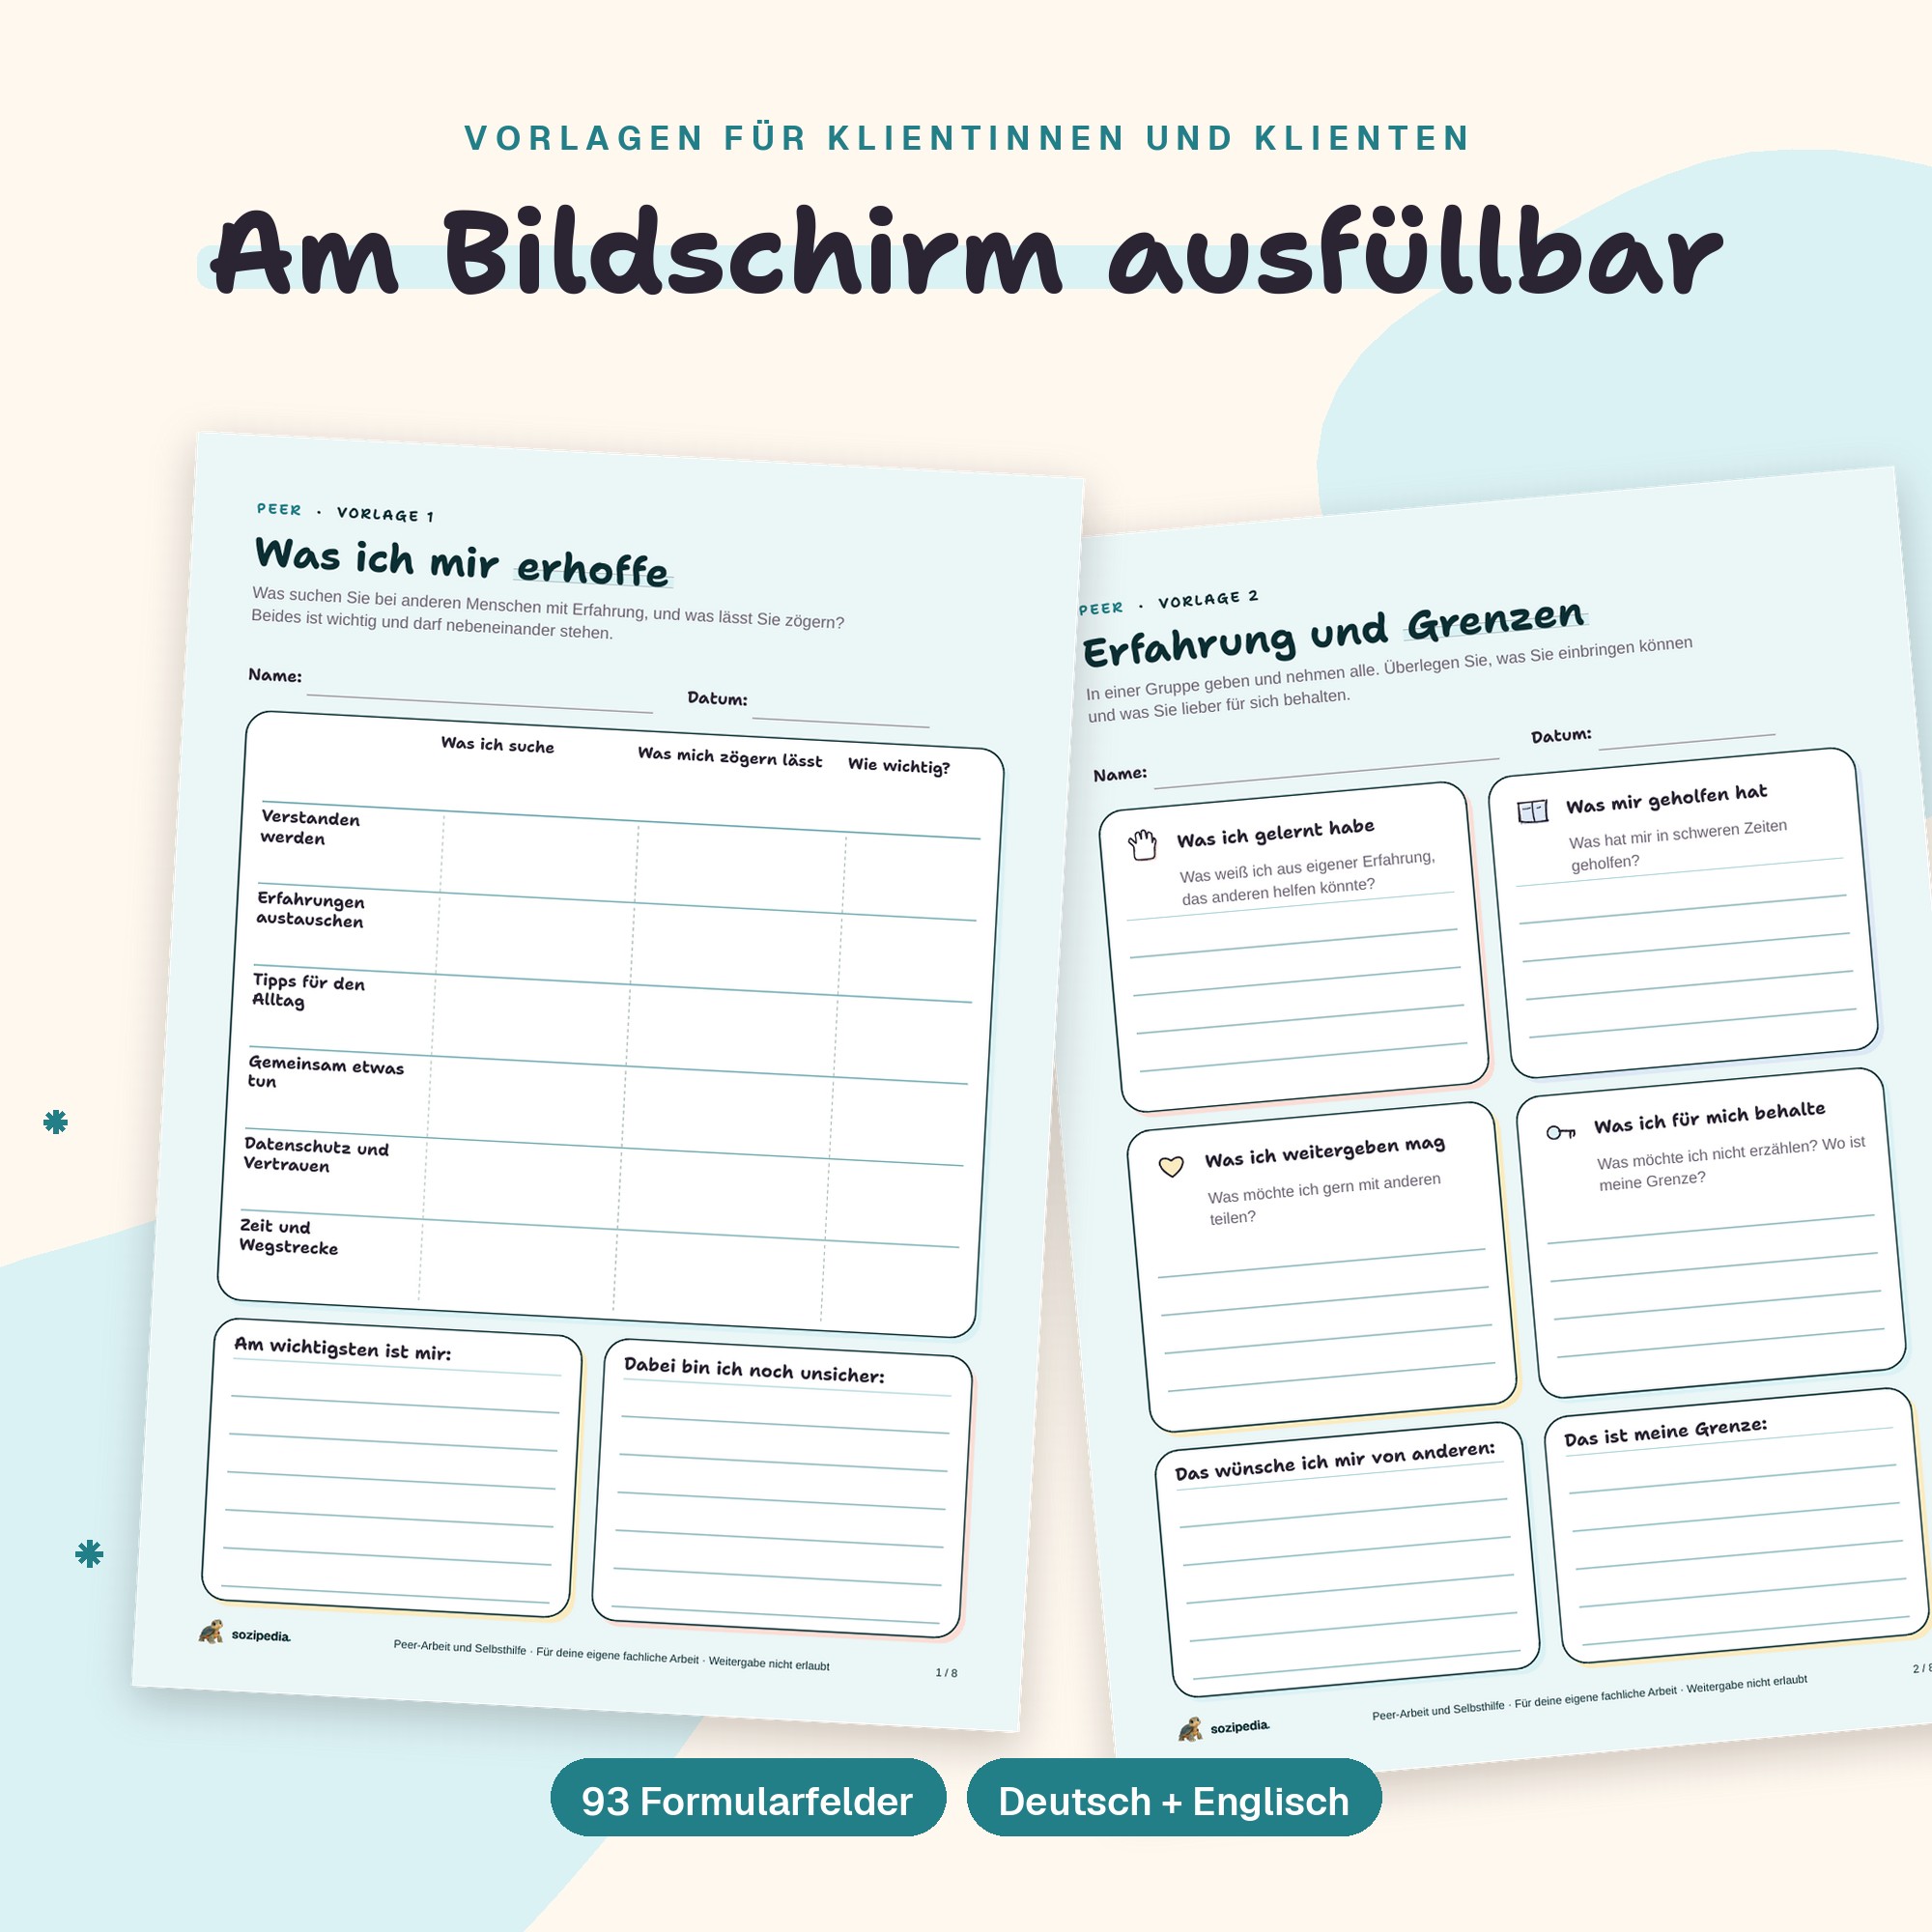 VORLAGEN FÜR KLIENTINNEN UND KLIENTEN
Am Bildschirm ausfüllbar
PEER · VORLAGE 1
Was ich mir erhoffe
Was suchen Sie bei anderen Menschen mit Erfahrung, und was lässt Sie zögern?
Beides ist wichtig und darf nebeneinander stehen.
Name:
Datum:
Was ich suche
Was mich zögern lässt
Wie wichtig?
Verstanden
werden
Erfahrungen
austauschen
Tipps für den
Alltag
Gemeinsam etwas
tun
Datenschutz und
Vertrauen
Zeit und
Wegstrecke
Am wichtigsten ist mir:
Dabei bin ich noch unsicher:
sozipedia.
Peer-Arbeit und Selbsthilfe · Für deine eigene fachliche Arbeit · Weitergabe nicht erlaubt
1 / 8
PEER · VORLAGE 2
Erfahrung und Grenzen
In einer Gruppe geben und nehmen alle. Überlegen Sie, was Sie einbringen können
und was Sie lieber für sich behalten.
Name:
Datum:
Was ich gelernt habe
Was weiß ich aus eigener Erfahrung,
das anderen helfen könnte?
Was mir geholfen hat
Was hat mir in schweren Zeiten
geholfen?
Was ich weitergeben mag
Was möchte ich gern mit anderen
teilen?
Was ich für mich behalte
Was möchte ich nicht erzählen? Wo ist
meine Grenze?
Das wünsche ich mir von anderen:
Das ist meine Grenze:
sozipedia.
Peer-Arbeit und Selbsthilfe · Für deine eigene fachliche Arbeit · Weitergabe nicht erlaubt
2 / 8
93 Formularfelder
Deutsch + Englisch